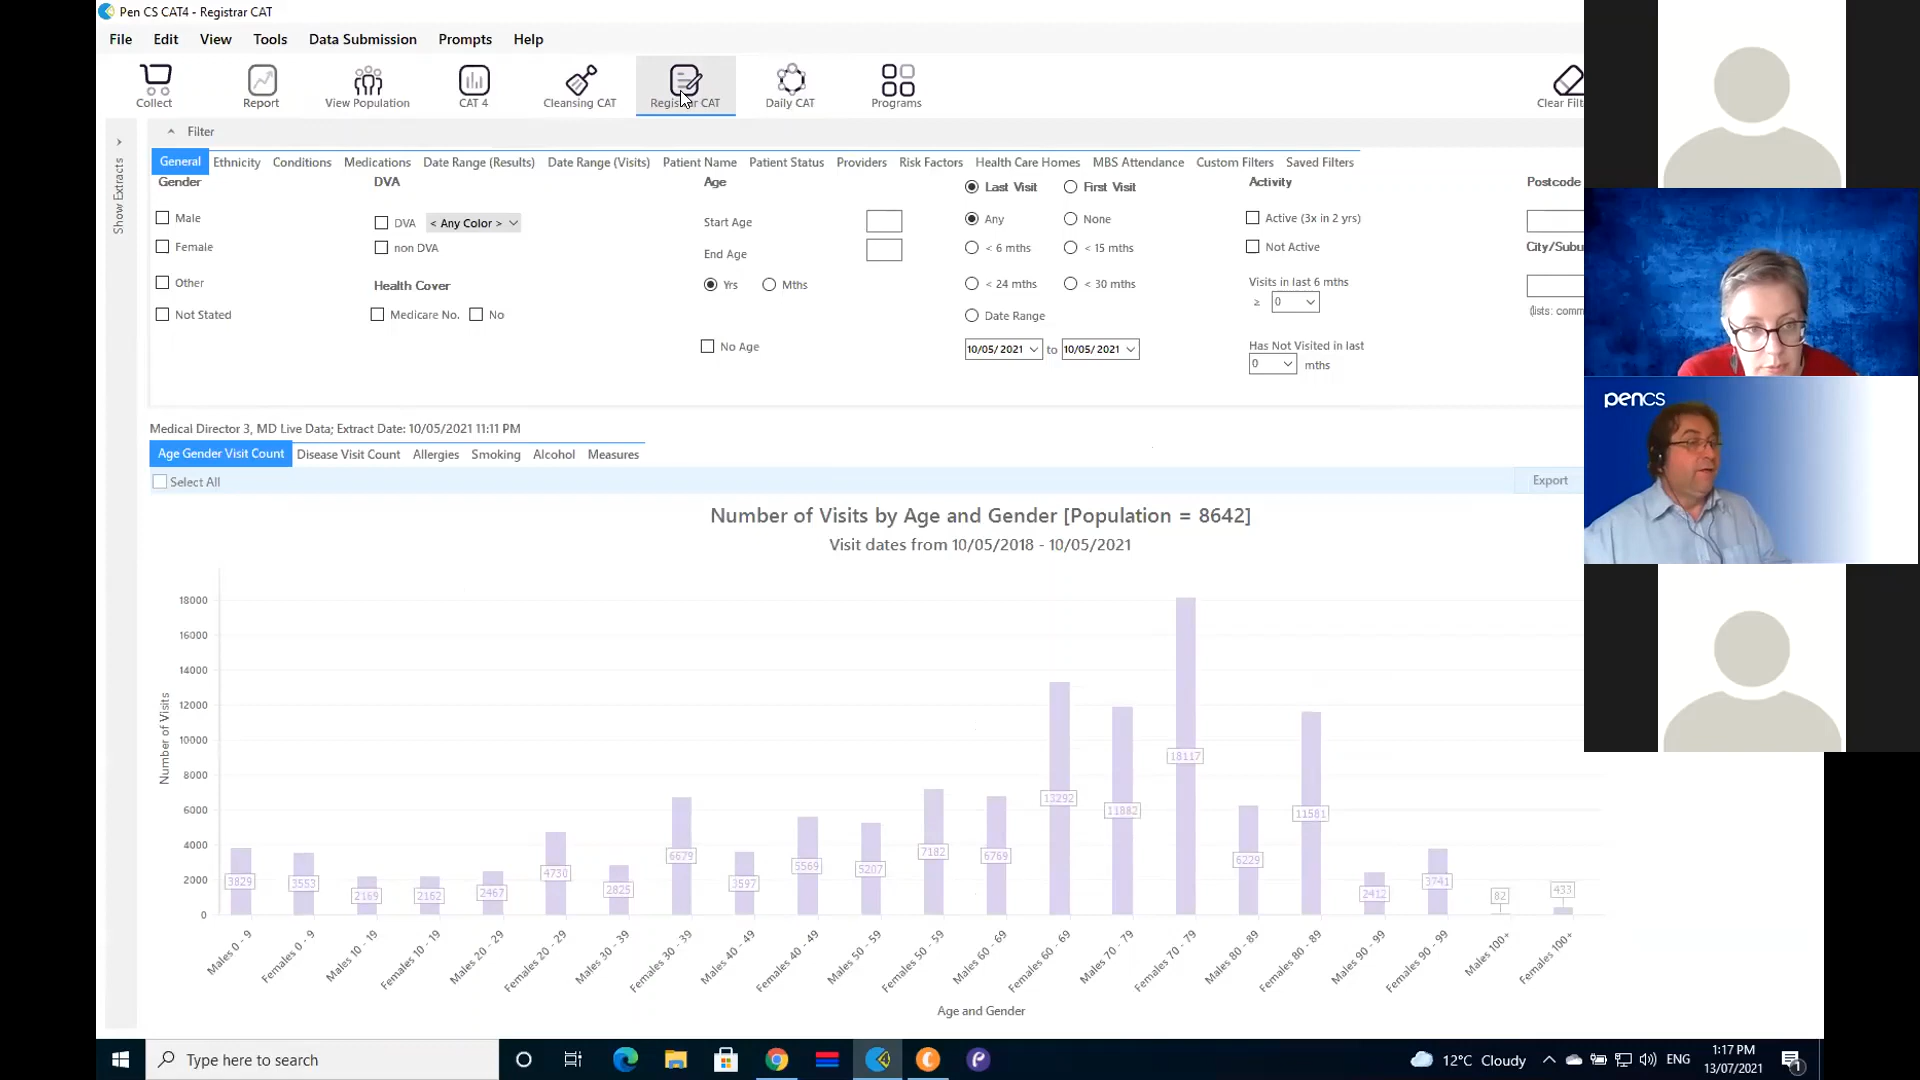 Pen CS CAT4 - Registrar CAT
File Edit View Tools Data Submission Prompts Help
Collect Report View Population CAT 4 Cleansing CAT Registrar CAT Daily CAT Programs Clear Filt
Filter
General Ethnicity Conditions Medications Date Range (Results) Date Range (Visits) Patient Name Patient Status Providers Risk Factors Health Care Homes MBS Attendance Custom Filters Saved Filters
Gender DVA Age Last Visit First Visit Activity Postcode
Male DVA < Any Color > Start Age Any None Active (3x in 2 yrs)
Female non DVA End Age < 6 mths < 15 mths Not Active City/Subu
Other Health Cover Yrs Mths < 24 mths < 30 mths Visits in last 6 mths
≥ 0
Not Stated Medicare No. No Date Range (lists: comm
No Age 10/05/2021 to 10/05/2021 Has Not Visited in last
0 mths
Show Extracts
Medical Director 3, MD Live Data; Extract Date: 10/05/2021 11:11 PM
Age Gender Visit Count Disease Visit Count Allergies Smoking Alcohol Measures
Select All Export
Number of Visits by Age and Gender [Population = 8642]
Visit dates from 10/05/2018 - 10/05/2021
Number of Visits
18000
16000
14000
12000
10000
8000
6000
4000
2000
0
3829 3553 2169 2162 2467 4730 2825 6679 3597 5569 5207 7182 6769 13292 11882 18117 6229 11581 2412 3741 82 433
Males 0 - 9 Females 0 - 9 Males 10 - 19 Females 10 - 19 Males 20 - 29 Females 20 - 29 Males 30 - 39 Females 30 - 39 Males 40 - 49 Females 40 - 49 Males 50 - 59 Females 50 - 59 Males 60 - 69 Females 60 - 69 Males 70 - 79 Females 70 - 79 Males 80 - 89 Females 80 - 89 Males 90 - 99 Females 90 - 99 Males 100+ Females 100+
Age and Gender
pencs
Type here to search
12°C Cloudy ENG
1:17 PM
13/07/2021
1